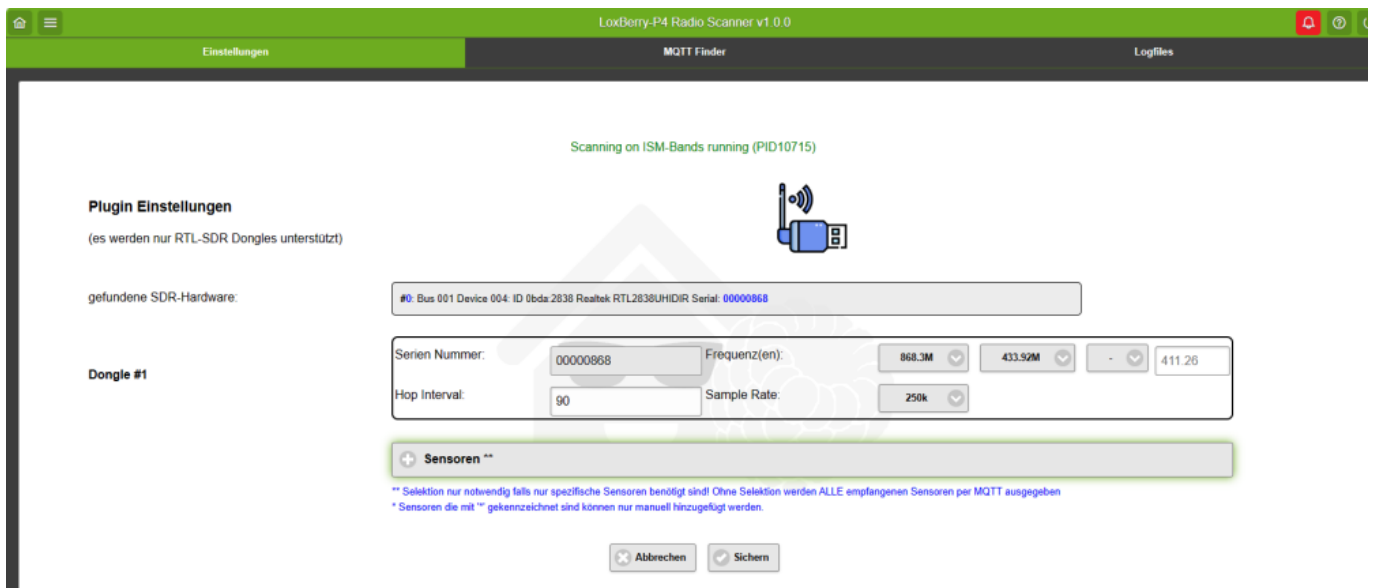 LoxBerry-P4 Radio Scanner v1.0.0
Einstellungen
MQTT Finder
Logfiles
Scanning on ISM-Bands running (PID10715)
Plugin Einstellungen
(es werden nur RTL-SDR Dongles unterstützt)
gefundene SDR-Hardware:
#0: Bus 001 Device 004: ID 0bda:2838 Realtek RTL2838UHIDIR Serial: 00000868
Dongle #1
Serien Nummer:
00000868
Frequenz(en):
868.3M
433.92M
-
411.26
Hop Interval:
90
Sample Rate:
250k
Sensoren **
** Selektion nur notwendig falls nur spezifische Sensoren benötigt sind! Ohne Selektion werden ALLE empfangenen Sensoren per MQTT ausgegeben
* Sensoren die mit '*' gekennzeichnet sind können nur manuell hinzugefügt werden.
Abbrechen
Sichern